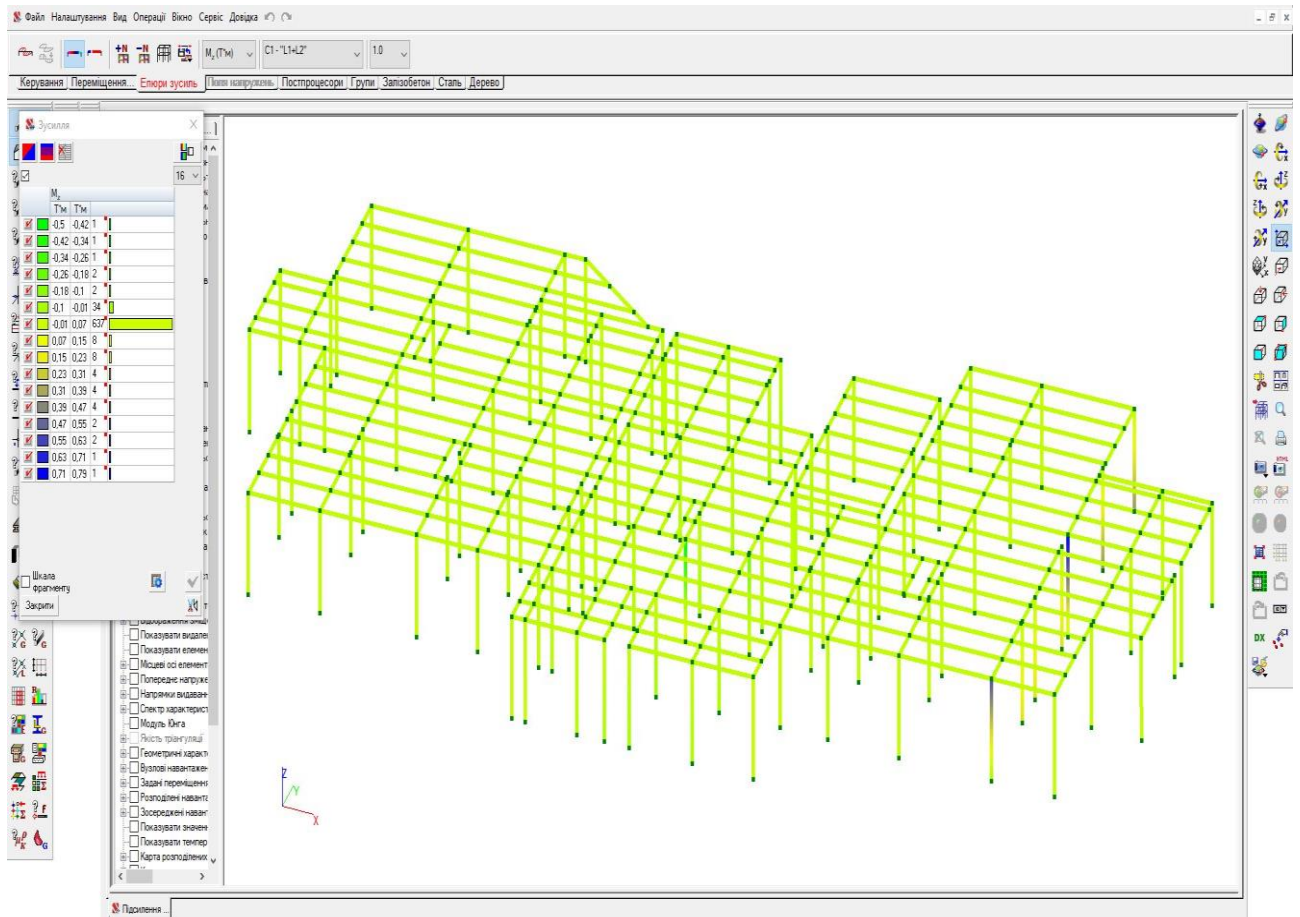 Файл Налаштування Вид Операції Вікно Сервіс Довідка
M_z (Т*м) С1 - "L1+L2" 1.0
Керування Переміщення... Епюри зусиль Поля напружень Постпроцесори Групи Залізобетон Сталь Дерево
Зусилля
16
M_z
Т*м Т*м
-0,5 -0,42 1
-0,42 -0,34 1
-0,34 -0,26 1
-0,26 -0,18 2
-0,18 -0,1 2
-0,1 -0,01 34
-0,01 0,07 637
0,07 0,15 8
0,15 0,23 8
0,23 0,31 4
0,31 0,39 4
0,39 0,47 4
0,47 0,55 2
0,55 0,63 2
0,63 0,71 1
0,71 0,79 1
Шкала
фрагменту
Закрити
Показувати видале
Показувати елемен
Місцеві осі елемент
Попереднє напруже
Напрямки видаван
Спектр характерист
Модуль Юнга
Якість тріангуляції
Геометричні характ
Вузлові навантажен
Задані переміщення
Розподілені наванта
Зосереджені наван
Показувати значен
Показувати темпер
Карта розподілених
Z
Y
X
HTML
DX
Підсилення ...